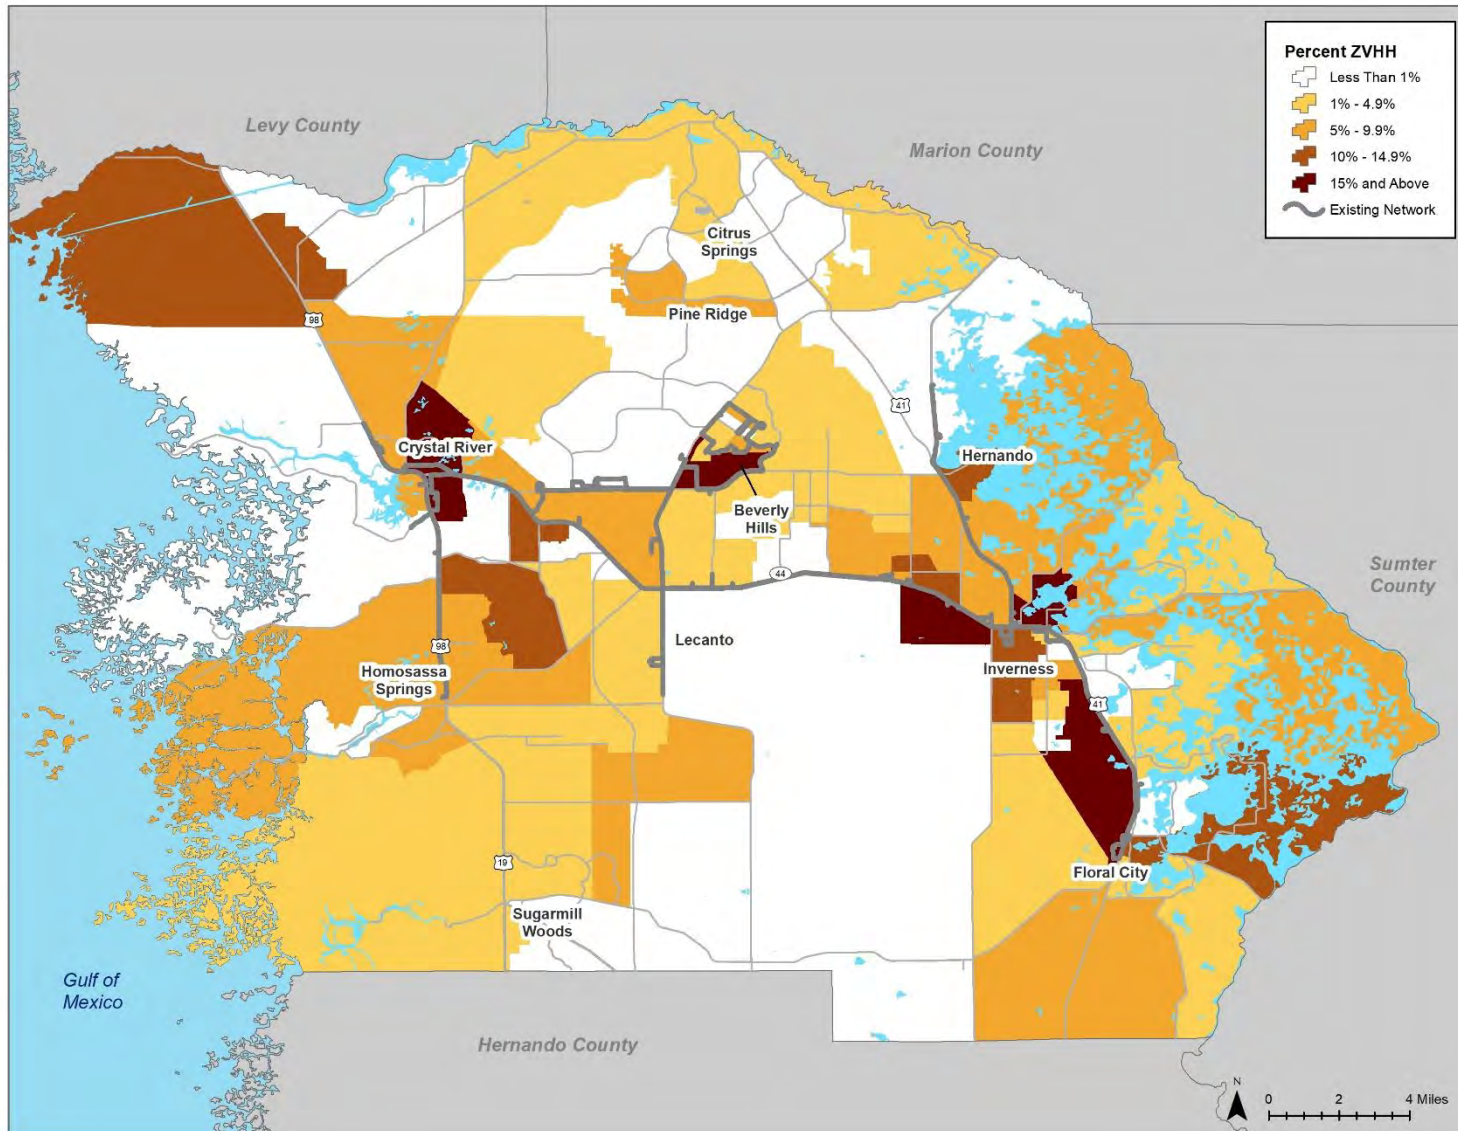 Percent ZVHH
Less Than 1%
1% - 4.9%
5% - 9.9%
10% - 14.9%
15% and Above
Existing Network
Levy County
Marion County
Citrus
Springs
Pine Ridge
98
41
Crystal River
Hernando
Beverly
Hills
44
Sumter
County
98
Lecanto
Homosassa
Springs
Inverness
41
19
Floral City
Sugarmill
Woods
Gulf of
Mexico
Hernando County
N
0 2 4 Miles